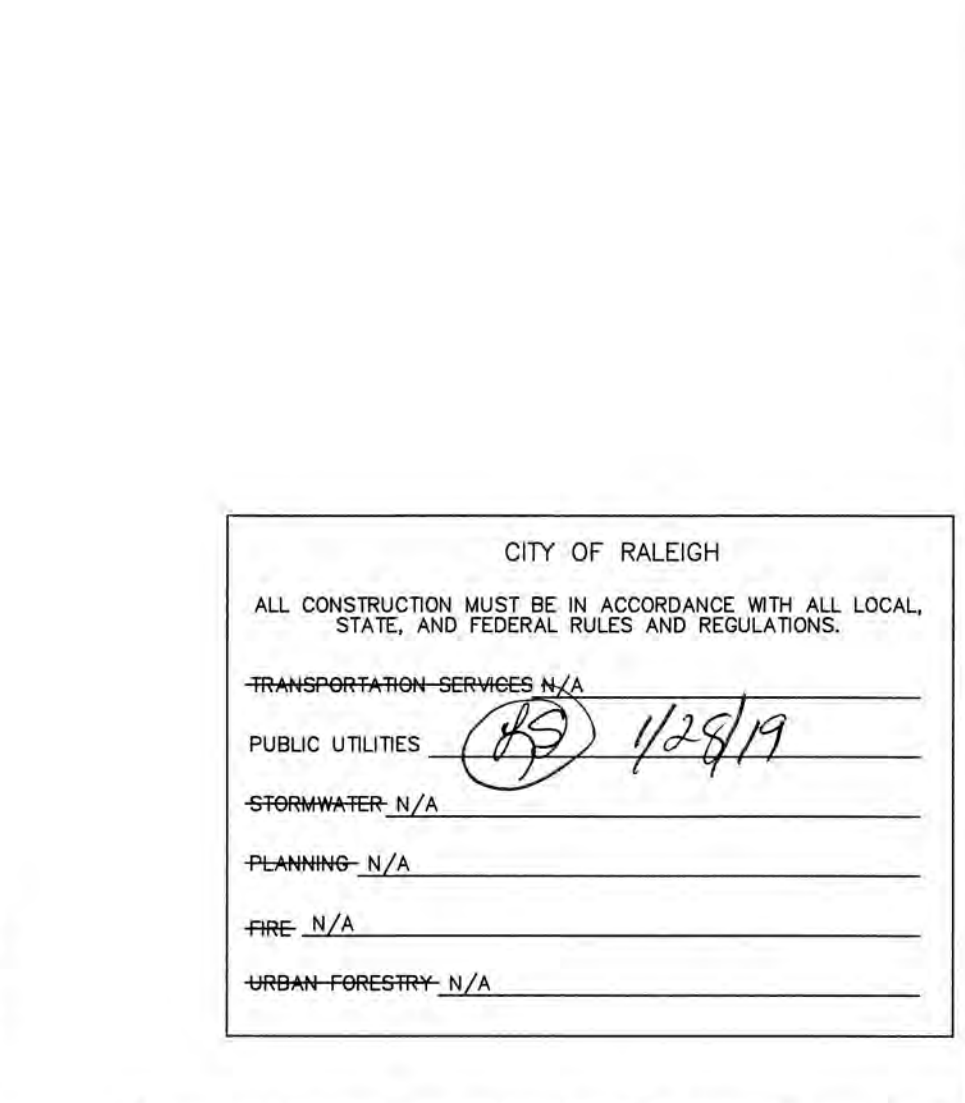 CITY OF RALEIGH
ALL CONSTRUCTION MUST BE IN ACCORDANCE WITH ALL LOCAL,
STATE, AND FEDERAL RULES AND REGULATIONS.
TRANSPORTATION SERVICES N/A
PUBLIC UTILITIES 1/28/19
STORMWATER N/A
PLANNING N/A
FIRE N/A
URBAN FORESTRY N/A